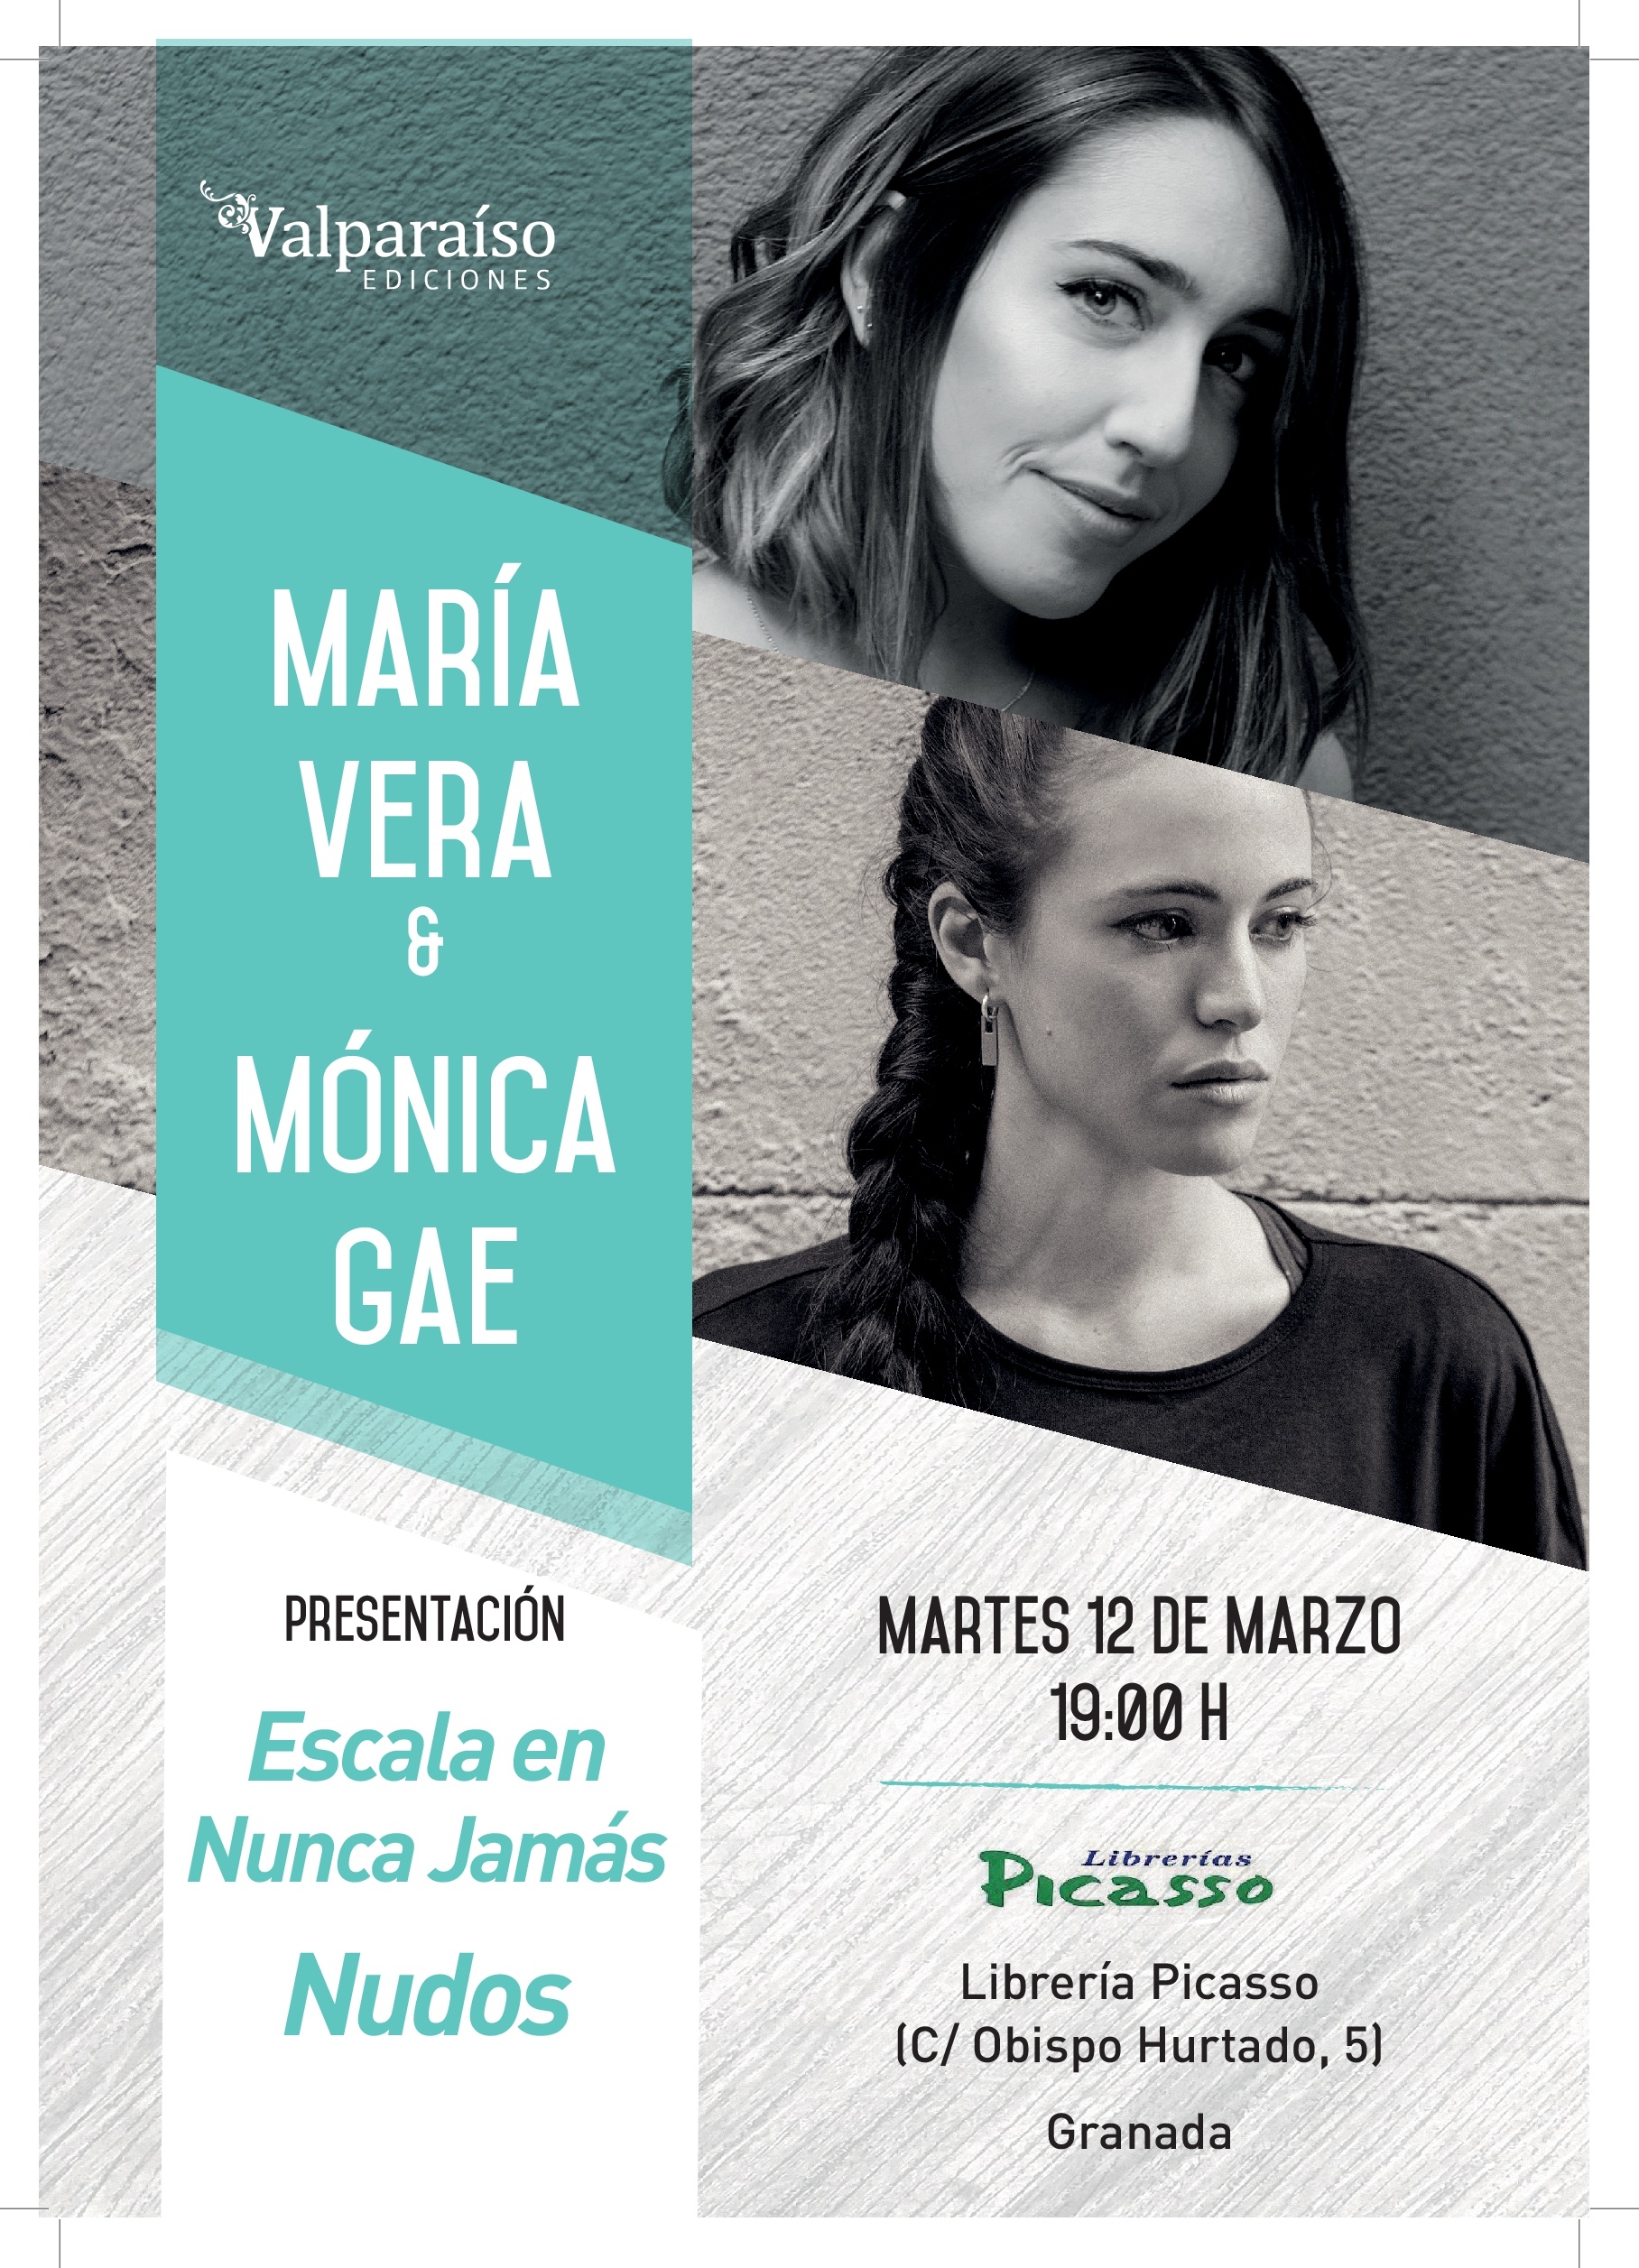 Valparaíso
EDICIONES
MARÍA
VERA
&
MÓNICA
GAE
PRESENTACIÓN
Escala en
Nunca Jamás
Nudos
MARTES 12 DE MARZO
19:00 H
Librerías
Picasso
Librería Picasso
(C/ Obispo Hurtado, 5)
Granada